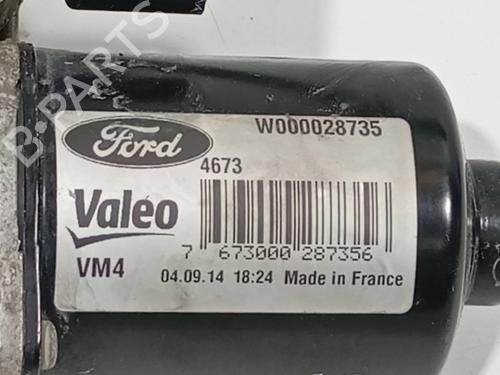 B-PARTS
Ford
W000028735
4673
Valeo
7 673000 287356
VM4
04.09.14 18:24 Made in France